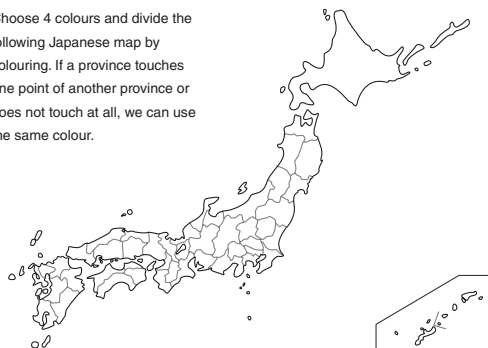 hoose 4 colours and divide the
ollowing Japanese map by
olouring. If a province touches
ne point of another province or
oes not touch at all, we can use
he same colour.